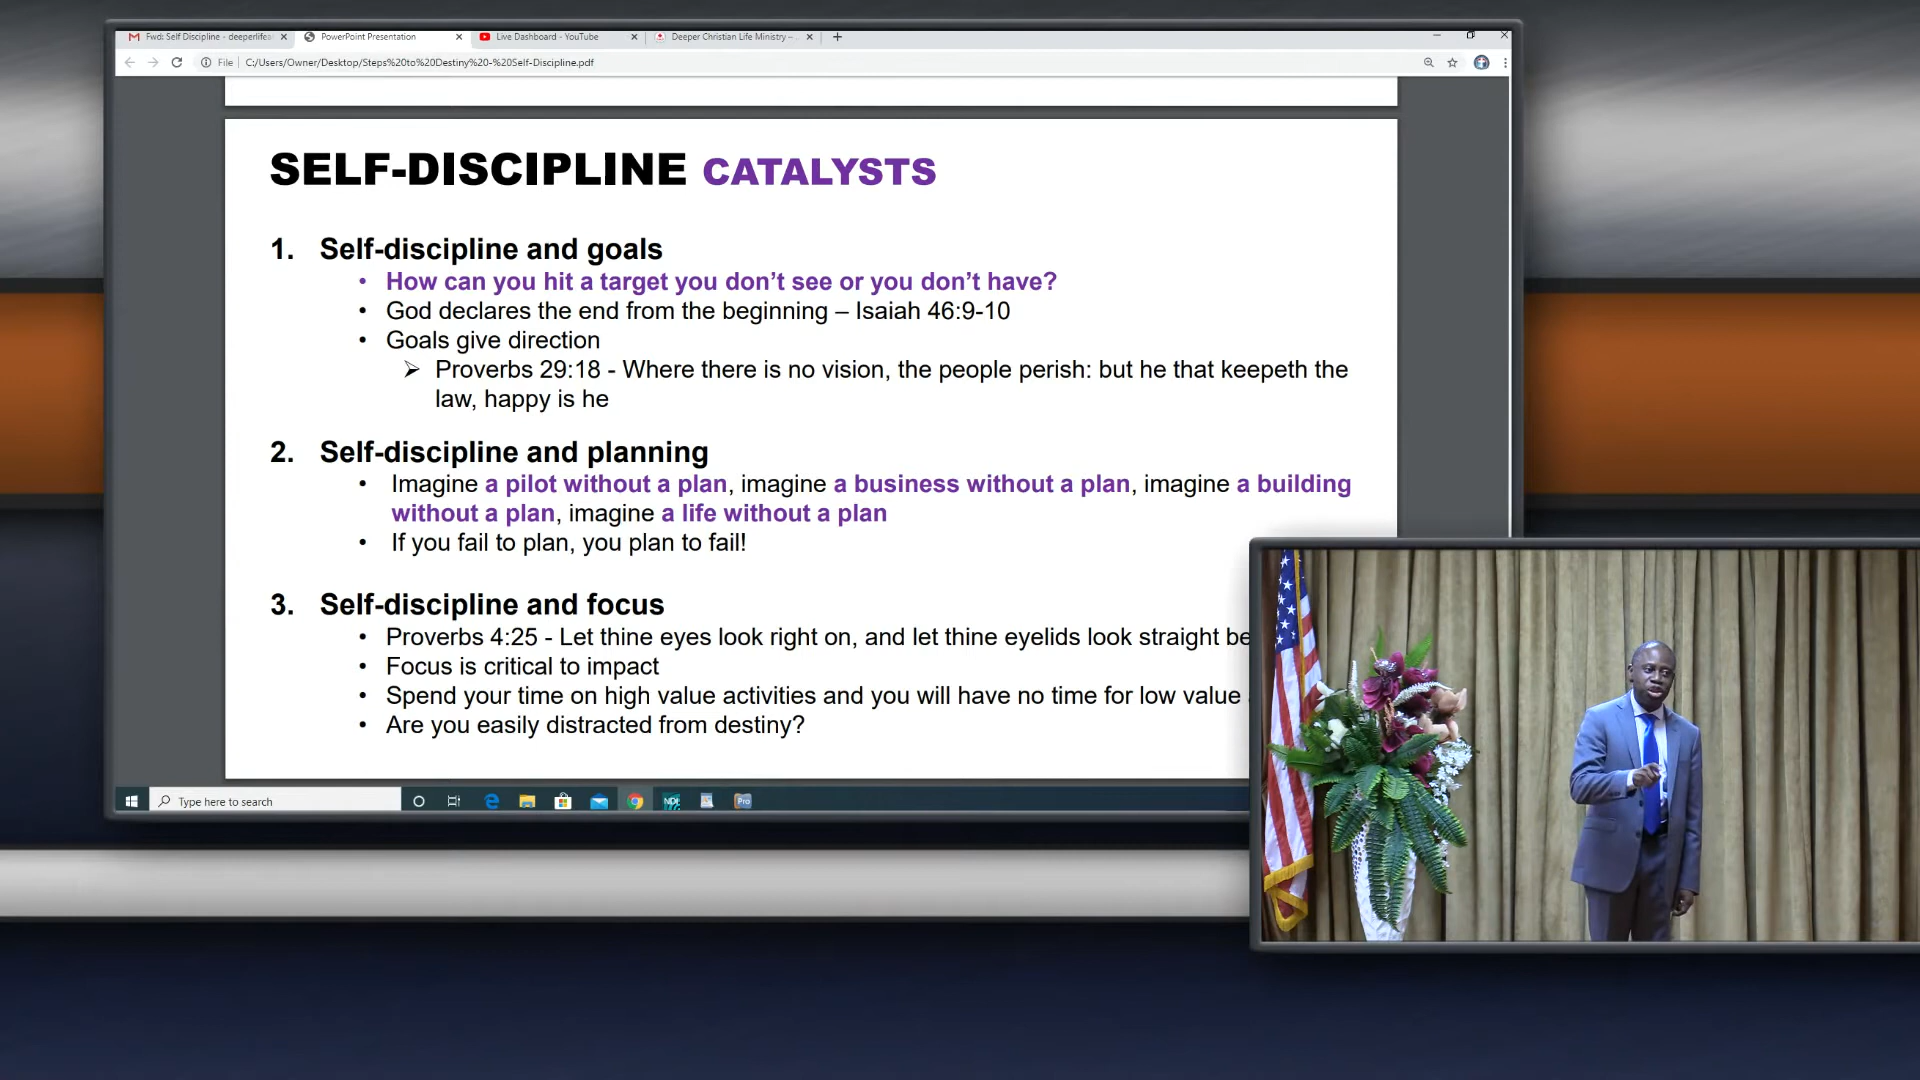 Fwd: Self Discipline - deeperlifea
PowerPoint Presentation
Live Dashboard - YouTube
Deeper Christian Life Ministry –
File
C:/Users/Owner/Desktop/Steps%20to%20Destiny%20-%20Self-Discipline.pdf
SELF-DISCIPLINE CATALYSTS
1. Self-discipline and goals
• How can you hit a target you don’t see or you don’t have?
• God declares the end from the beginning – Isaiah 46:9-10
• Goals give direction
➢ Proverbs 29:18 - Where there is no vision, the people perish: but he that keepeth the
law, happy is he
2. Self-discipline and planning
• Imagine a pilot without a plan, imagine a business without a plan, imagine a building
without a plan, imagine a life without a plan
• If you fail to plan, you plan to fail!
3. Self-discipline and focus
• Proverbs 4:25 - Let thine eyes look right on, and let thine eyelids look straight be
• Focus is critical to impact
• Spend your time on high value activities and you will have no time for low value
• Are you easily distracted from destiny?
Type here to search
NDI
Pro